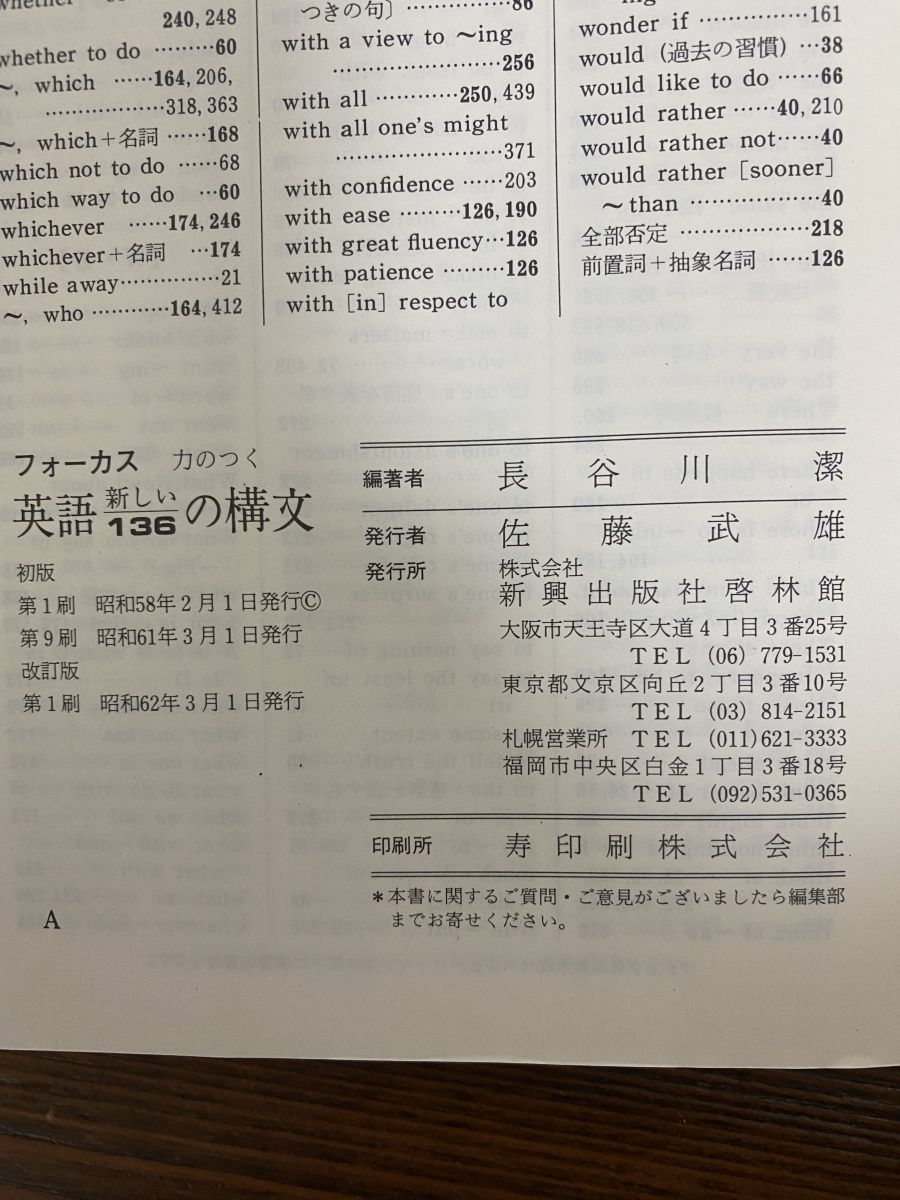 240, 248
whether to do ………60
～, which ……164, 206,
………………318, 363
～, which＋名詞 ……168
which not to do ……68
which way to do …60
whichever ……174, 246
whichever＋名詞 …174
while away……………21
～, who …………164, 412
つきの句〕……………86
with a view to ～ing
……………………256
with all …………250, 439
with all one's might
……………………371
with confidence ……203
with ease ………126, 190
with great fluency…126
with patience ………126
with [in] respect to
wonder if ……………161
would（過去の習慣）…38
would like to do ……66
would rather ……40, 210
would rather not……40
would rather [sooner]
～than ………………40
全部否定 ………………218
前置詞＋抽象名詞 ……126
フォーカス 力のつく
英語新しい136の構文
初版
第1刷 昭和58年2月1日発行©
第9刷 昭和61年3月1日発行
改訂版
第1刷 昭和62年3月1日発行
編著者 長谷川 潔
発行者 佐藤武雄
発行所 株式会社
新興出版社啓林館
大阪市天王寺区大道4丁目3番25号
TEL (06) 779-1531
東京都文京区向丘2丁目3番10号
TEL (03) 814-2151
札幌営業所 TEL (011)621-3333
福岡市中央区白金1丁目3番18号
TEL (092)531-0365
印刷所 寿印刷株式会社
＊本書に関するご質問・ご意見がございましたら編集部
までお寄せください。
A